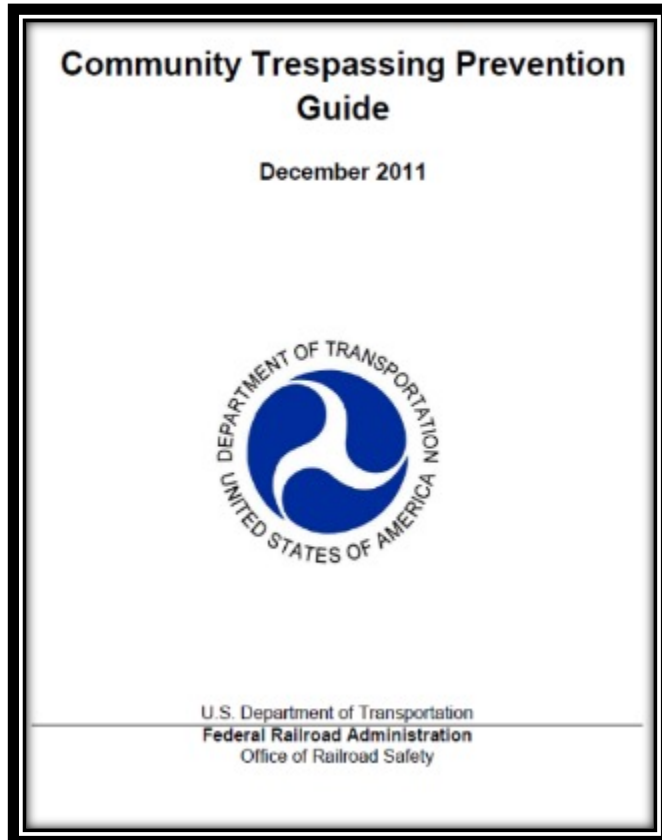 Community Trespassing Prevention
Guide
December 2011
DEPARTMENT OF TRANSPORTATION
UNITED STATES OF AMERICA
U.S. Department of Transportation
Federal Railroad Administration
Office of Railroad Safety